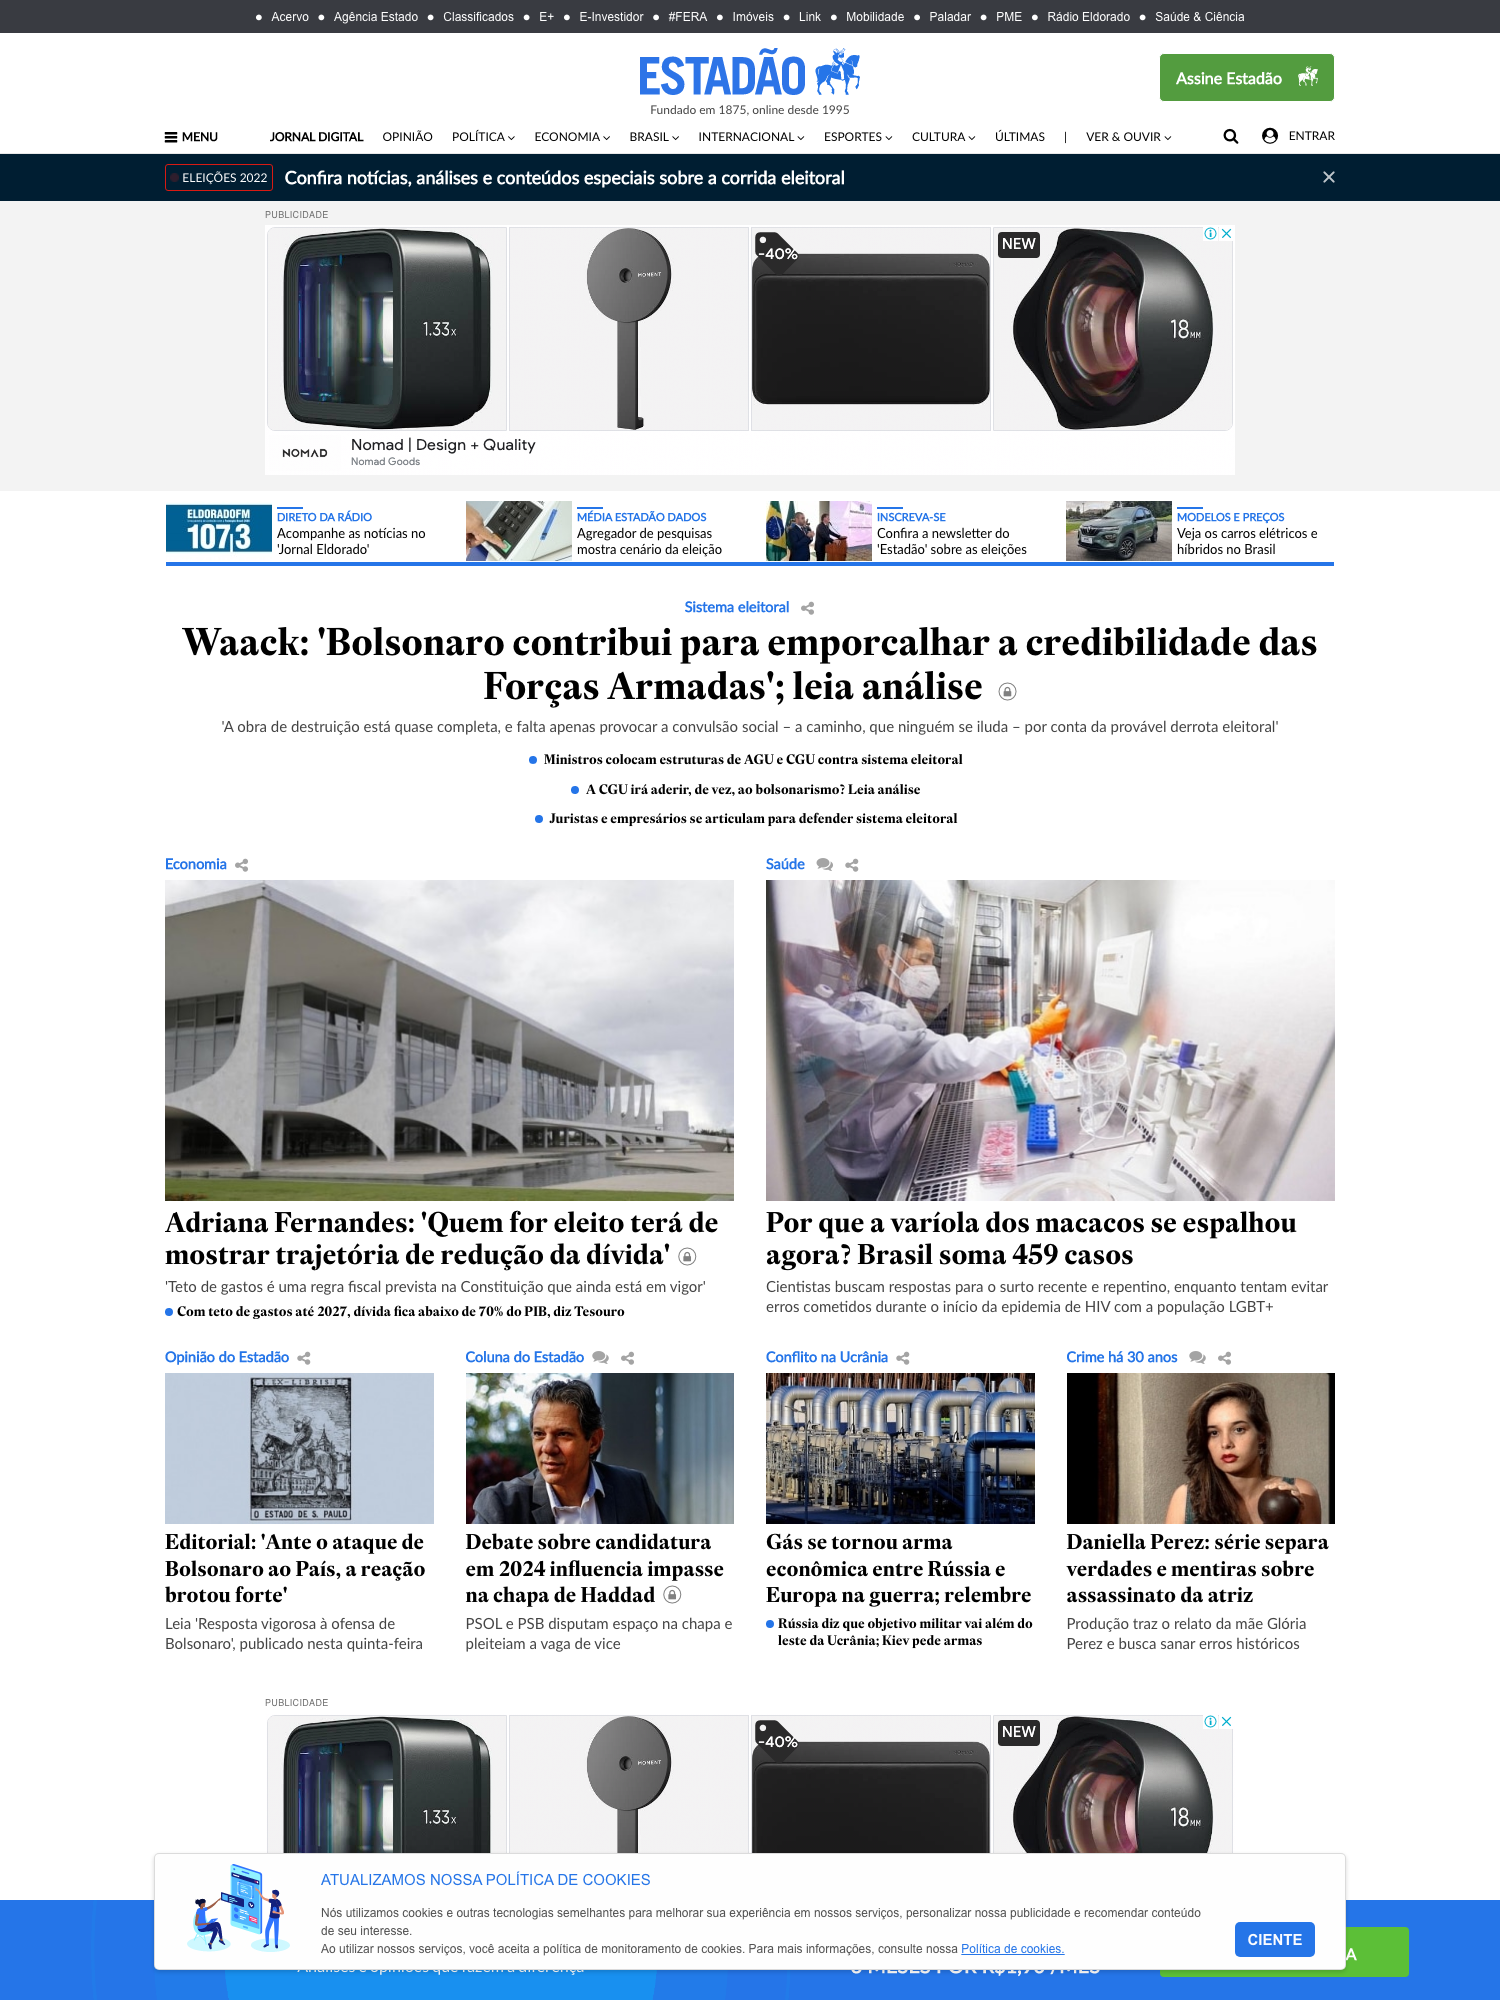 Acervo Agência Estado Classificados E+ E-Investidor #FERA Imóveis Link Mobilidade Paladar PME Rádio Eldorado Saúde & Ciência
ESTADÃO
Fundado em 1875, online desde 1995
Assine Estadão
MENU JORNAL DIGITAL OPINIÃO POLÍTICA ECONOMIA BRASIL INTERNACIONAL ESPORTES CULTURA ÚLTIMAS | VER & OUVIR ENTRAR
ELEIÇÕES 2022 Confira notícias, análises e conteúdos especiais sobre a corrida eleitoral
PUBLICIDADE
1.33x
MOMENT
-40%
NEW
18MM
NOMAD
Nomad | Design + Quality
Nomad Goods
ELDORADOFM
107,3
DIRETO DA RÁDIO
Acompanhe as notícias no
'Jornal Eldorado'
MÉDIA ESTADÃO DADOS
Agregador de pesquisas
mostra cenário da eleição
INSCREVA-SE
Confira a newsletter do
'Estadão' sobre as eleições
MODELOS E PREÇOS
Veja os carros elétricos e
híbridos no Brasil
Sistema eleitoral
Waack: 'Bolsonaro contribui para emporcalhar a credibilidade das
Forças Armadas'; leia análise
'A obra de destruição está quase completa, e falta apenas provocar a convulsão social – a caminho, que ninguém se iluda – por conta da provável derrota eleitoral'
Ministros colocam estruturas de AGU e CGU contra sistema eleitoral
A CGU irá aderir, de vez, ao bolsonarismo? Leia análise
Juristas e empresários se articulam para defender sistema eleitoral
Economia
Adriana Fernandes: 'Quem for eleito terá de
mostrar trajetória de redução da dívida'
'Teto de gastos é uma regra fiscal prevista na Constituição que ainda está em vigor'
Com teto de gastos até 2027, dívida fica abaixo de 70% do PIB, diz Tesouro
Saúde
Por que a varíola dos macacos se espalhou
agora? Brasil soma 459 casos
Cientistas buscam respostas para o surto recente e repentino, enquanto tentam evitar
erros cometidos durante o início da epidemia de HIV com a população LGBT+
Opinião do Estadão
EX-LIBRIS
O ESTADO DE S. PAULO
Editorial: 'Ante o ataque de
Bolsonaro ao País, a reação
brotou forte'
Leia 'Resposta vigorosa à ofensa de
Bolsonaro', publicado nesta quinta-feira
Coluna do Estadão
Debate sobre candidatura
em 2024 influencia impasse
na chapa de Haddad
PSOL e PSB disputam espaço na chapa e
pleiteiam a vaga de vice
Conflito na Ucrânia
Gás se tornou arma
econômica entre Rússia e
Europa na guerra; relembre
Rússia diz que objetivo militar vai além do
leste da Ucrânia; Kiev pede armas
Crime há 30 anos
Daniella Perez: série separa
verdades e mentiras sobre
assassinato da atriz
Produção traz o relato da mãe Glória
Perez e busca sanar erros históricos
PUBLICIDADE
1.33x
MOMENT
-40%
NEW
18MM
ATUALIZAMOS NOSSA POLÍTICA DE COOKIES
Nós utilizamos cookies e outras tecnologias semelhantes para melhorar sua experiência em nossos serviços, personalizar nossa publicidade e recomendar conteúdo
de seu interesse.
Ao utilizar nossos serviços, você aceita a política de monitoramento de cookies. Para mais informações, consulte nossa Política de cookies.
CIENTE
A